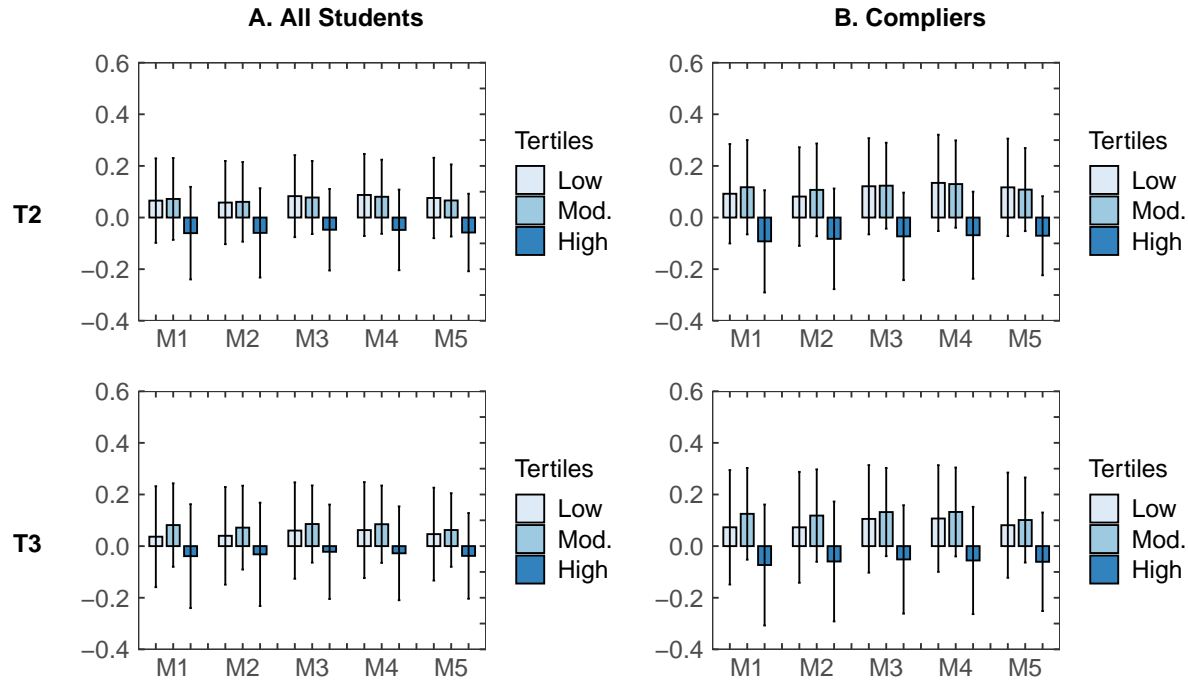 A. All Students
B. Compliers
T2
0.6
0.4
0.2
0.0
−0.2
−0.4
M1 M2 M3 M4 M5
Tertiles
Low
Mod.
High
0.6
0.4
0.2
0.0
−0.2
−0.4
M1 M2 M3 M4 M5
Tertiles
Low
Mod.
High
T3
0.6
0.4
0.2
0.0
−0.2
−0.4
M1 M2 M3 M4 M5
Tertiles
Low
Mod.
High
0.6
0.4
0.2
0.0
−0.2
−0.4
M1 M2 M3 M4 M5
Tertiles
Low
Mod.
High